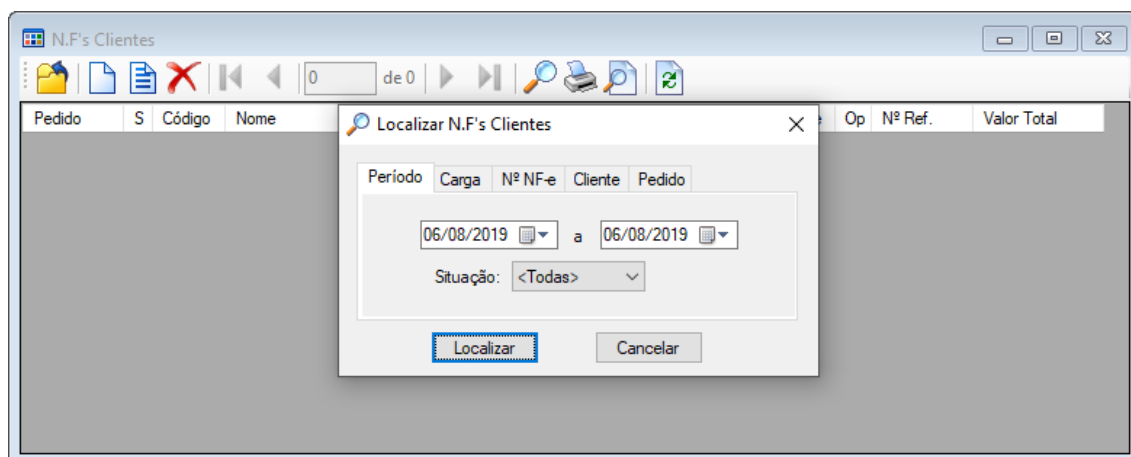 N.F's Clientes
0 de 0
Pedido S Código Nome Op Nº Ref. Valor Total
Localizar N.F's Clientes
Período Carga Nº NF-e Cliente Pedido
06/08/2019 a 06/08/2019
Situação: <Todas>
Localizar Cancelar